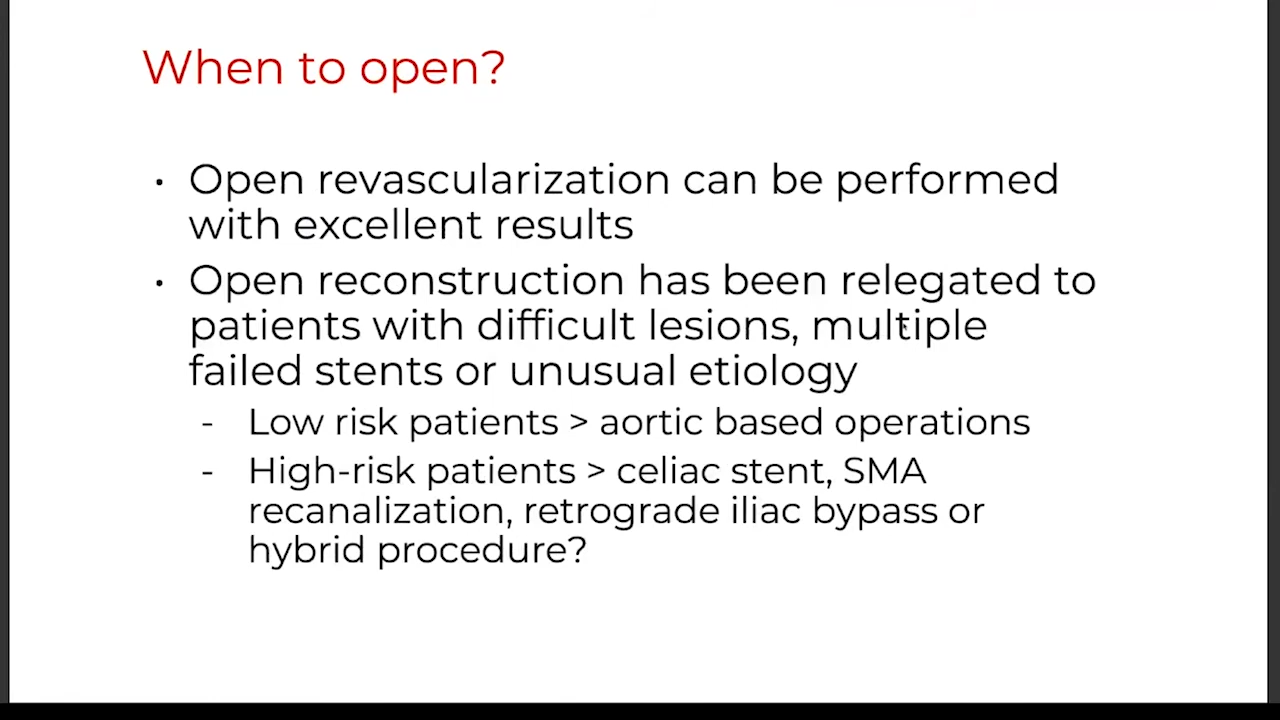 When to open?
• Open revascularization can be performed
with excellent results
• Open reconstruction has been relegated to
patients with difficult lesions, multiple
failed stents or unusual etiology
- Low risk patients > aortic based operations
- High-risk patients > celiac stent, SMA
recanalization, retrograde iliac bypass or
hybrid procedure?